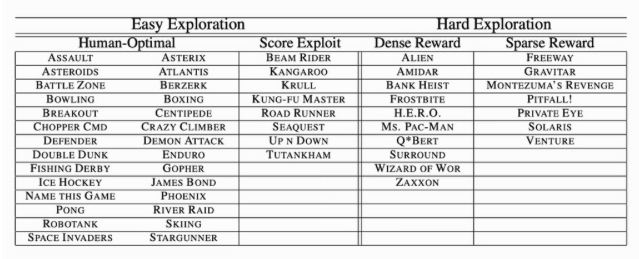 Easy Exploration Hard Exploration
Human-Optimal Score Exploit Dense Reward Sparse Reward
ASSAULT ASTERIX BEAM RIDER ALIEN FREEWAY
ASTEROIDS ATLANTIS KANGAROO AMIDAR GRAVITAR
BATTLE ZONE BERZERK KRULL BANK HEIST MONTEZUMA'S REVENGE
BOWLING BOXING KUNG-FU MASTER FROSTBITE PITFALL!
BREAKOUT CENTIPEDE ROAD RUNNER H.E.R.O. PRIVATE EYE
CHOPPER CMD CRAZY CLIMBER SEAQUEST MS. PAC-MAN SOLARIS
DEFENDER DEMON ATTACK UP N DOWN Q*BERT VENTURE
DOUBLE DUNK ENDURO TUTANKHAM SURROUND
FISHING DERBY GOPHER WIZARD OF WOR
ICE HOCKEY JAMES BOND ZAXXON
NAME THIS GAME PHOENIX
PONG RIVER RAID
ROBOTANK SKIING
SPACE INVADERS STARGUNNER